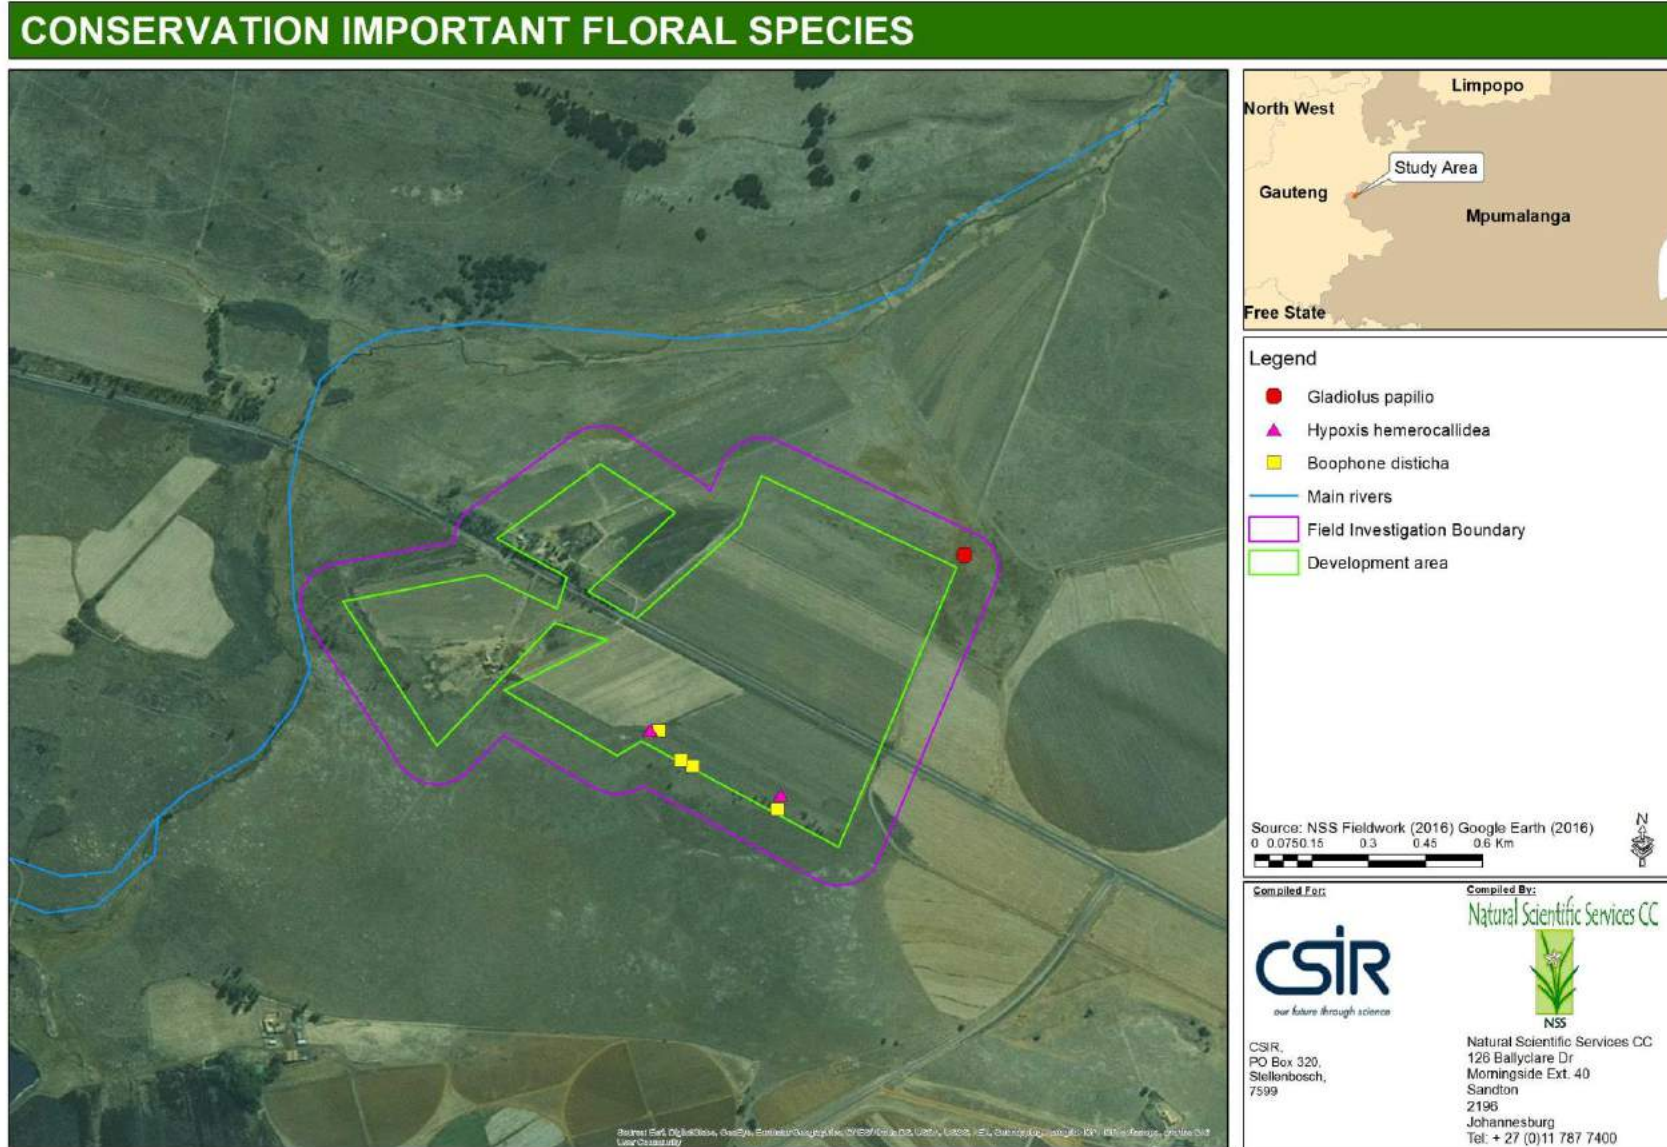 CONSERVATION IMPORTANT FLORAL SPECIES
Limpopo
North West
Study Area
Gauteng
Mpumalanga
Free State
Legend
Gladiolus papilio
Hypoxis hemerocallidea
Boophone disticha
Main rivers
Field Investigation Boundary
Development area
Source: NSS Fieldwork (2016) Google Earth (2016)
N
0 0.0750.15 0.3 0.45 0.6 Km
Compiled For:
CSIR
our future through science
CSIR,
PO Box 320,
Stellenbosch,
7599
Compiled By:
Natural Scientific Services CC
NSS
Natural Scientific Services CC
126 Ballyclare Dr
Morningside Ext. 40
Sandton
2196
Johannesburg
Tel: + 27 (0)11 787 7400
User Community